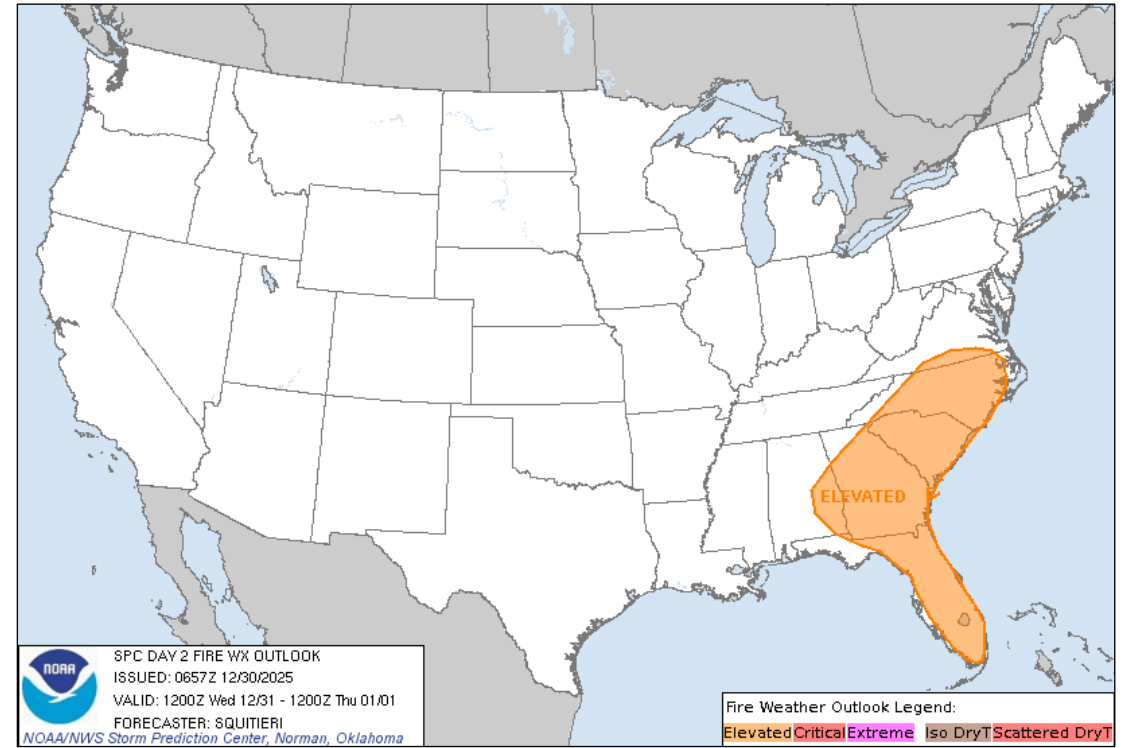 ELEVATED
NOAA
SPC DAY 2 FIRE WX OUTLOOK
ISSUED: 0657Z 12/30/2025
VALID: 1200Z Wed 12/31 - 1200Z Thu 01/01
FORECASTER: SQUITIERI
NOAA/NWS Storm Prediction Center, Norman, Oklahoma
Fire Weather Outlook Legend:
Elevated Critical Extreme Iso DryT Scattered DryT